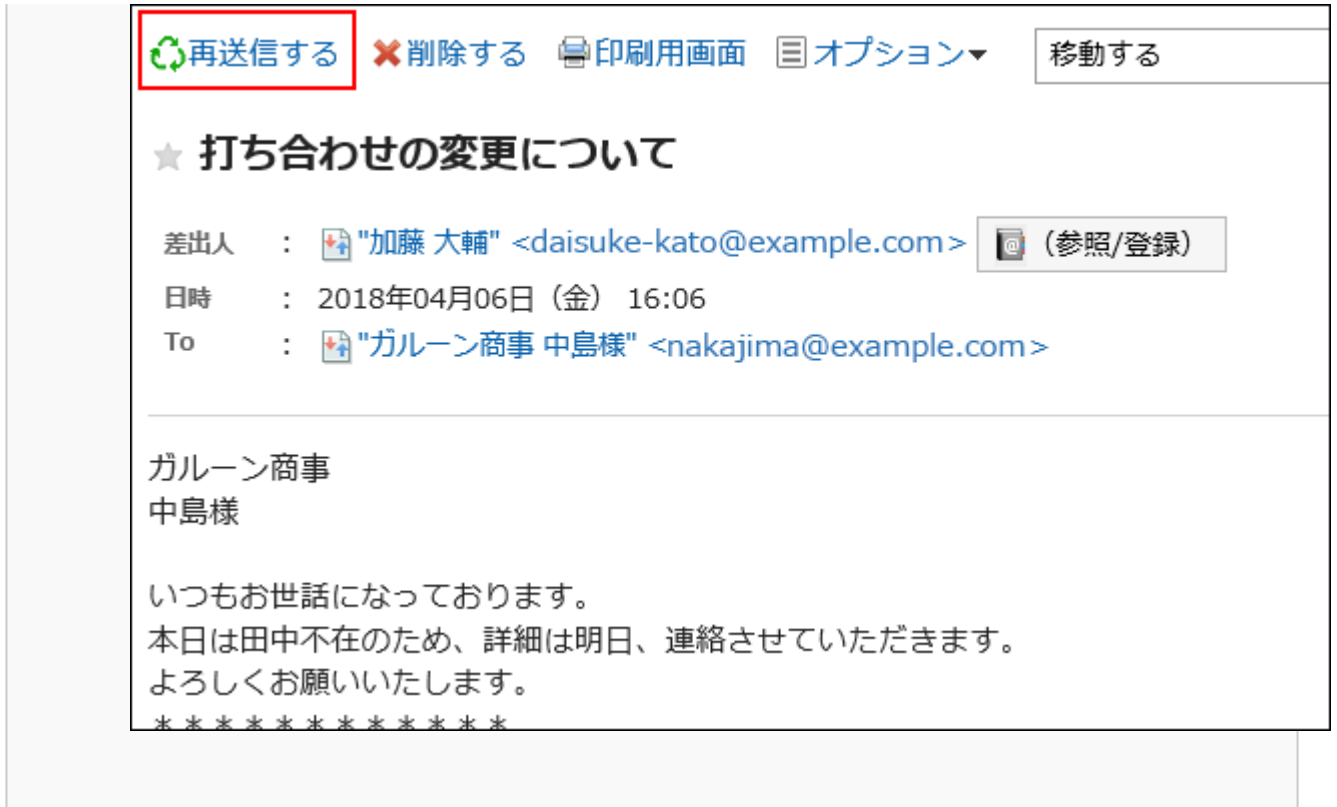 再送信する 削除する 印刷用画面 オプション▼ 移動する
打ち合わせの変更について
差出人 : "加藤 大輔" <daisuke-kato@example.com> (参照/登録)
日時 : 2018年04月06日（金） 16:06
To : "ガルーン商事 中島様" <nakajima@example.com>
ガルーン商事
中島様
いつもお世話になっております。
本日は田中不在のため、詳細は明日、連絡させていただきます。
よろしくお願いいたします。
＊＊＊＊＊＊＊＊＊＊＊＊